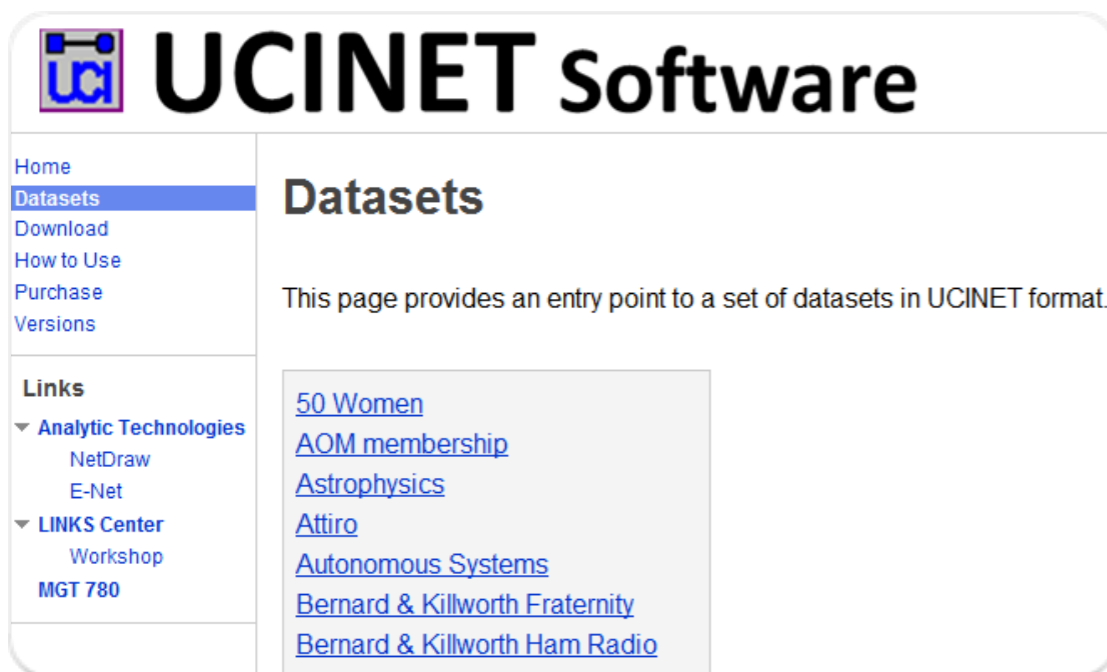 UCI
UCINET Software
Home
Datasets
Download
How to Use
Purchase
Versions
Links
Analytic Technologies
NetDraw
E-Net
LINKS Center
Workshop
MGT 780
Datasets
This page provides an entry point to a set of datasets in UCINET format.
50 Women
AOM membership
Astrophysics
Attiro
Autonomous Systems
Bernard & Killworth Fraternity
Bernard & Killworth Ham Radio